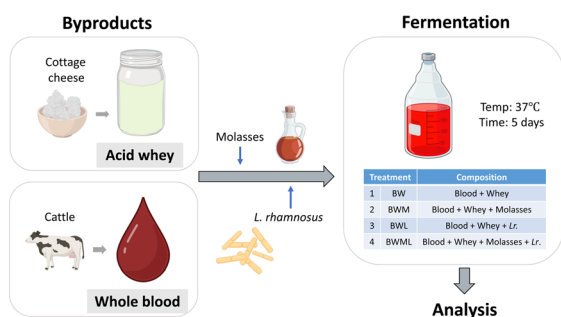 Byproducts
Cottage
cheese
Acid whey
Cattle
Whole blood
Molasses
L. rhamnosus
Fermentation
Temp: 37℃
Time: 5 days
Treatment Composition
1 BW Blood + Whey
2 BWM Blood + Whey + Molasses
3 BWL Blood + Whey + Lr.
4 BWML Blood + Whey + Molasses + Lr.
Analysis